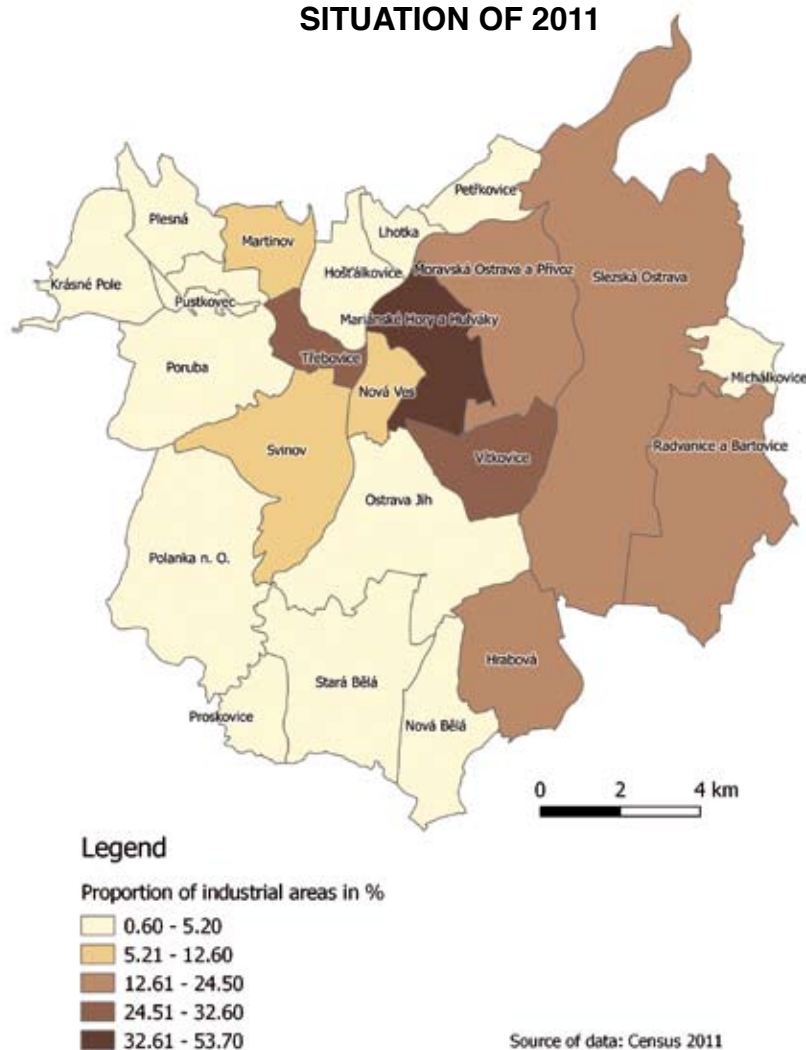 SITUATION OF 2011
Petřkovice
Plesná
Lhotka
Martinov
Hošťálkovice
Moravská Ostrava a Přívoz
Slezská Ostrava
Krásné Pole
Pustkovec
Mariánské Hory a Hulváky
Třebovice
Poruba
Michálkovice
Nová Ves
Radvanice a Bartovice
Svinov
Vítkovice
Ostrava Jih
Polanka n. O.
Hrabová
Stará Bělá
Proskovice
Nová Bělá
0 2 4 km
Legend
Proportion of industrial areas in %
0.60 - 5.20
5.21 - 12.60
12.61 - 24.50
24.51 - 32.60
32.61 - 53.70
Source of data: Census 2011